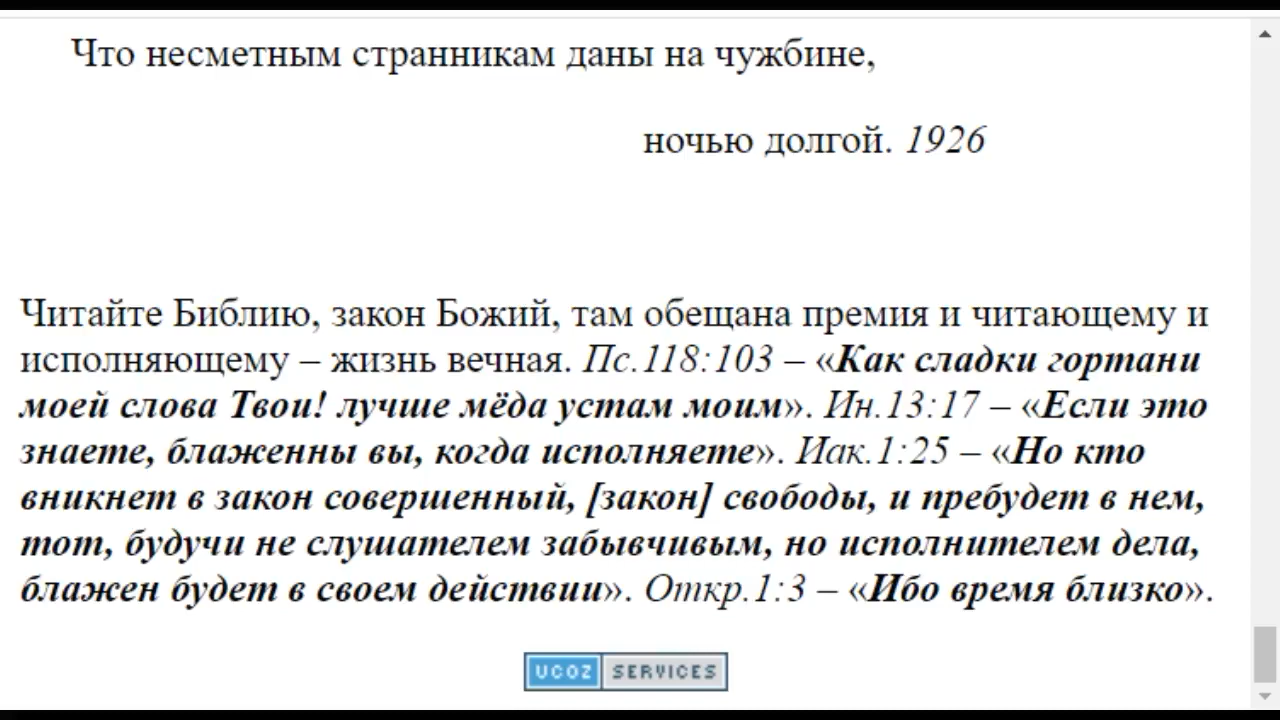 Что несметным странникам даны на чужбине,
ночью долгой. 1926
Читайте Библию, закон Божий, там обещана премия и читающему и
исполняющему – жизнь вечная. Пс.118:103 – «Как сладки гортани
моей слова Твои! лучше мёда устам моим». Ин.13:17 – «Если это
знаете, блаженны вы, когда исполняете». Иак.1:25 – «Но кто
вникнет в закон совершенный, [закон] свободы, и пребудет в нем,
тот, будучи не слушателем забывчивым, но исполнителем дела,
блажен будет в своем действии». Откр.1:3 – «Ибо время близко».
UCOZ SERVICES